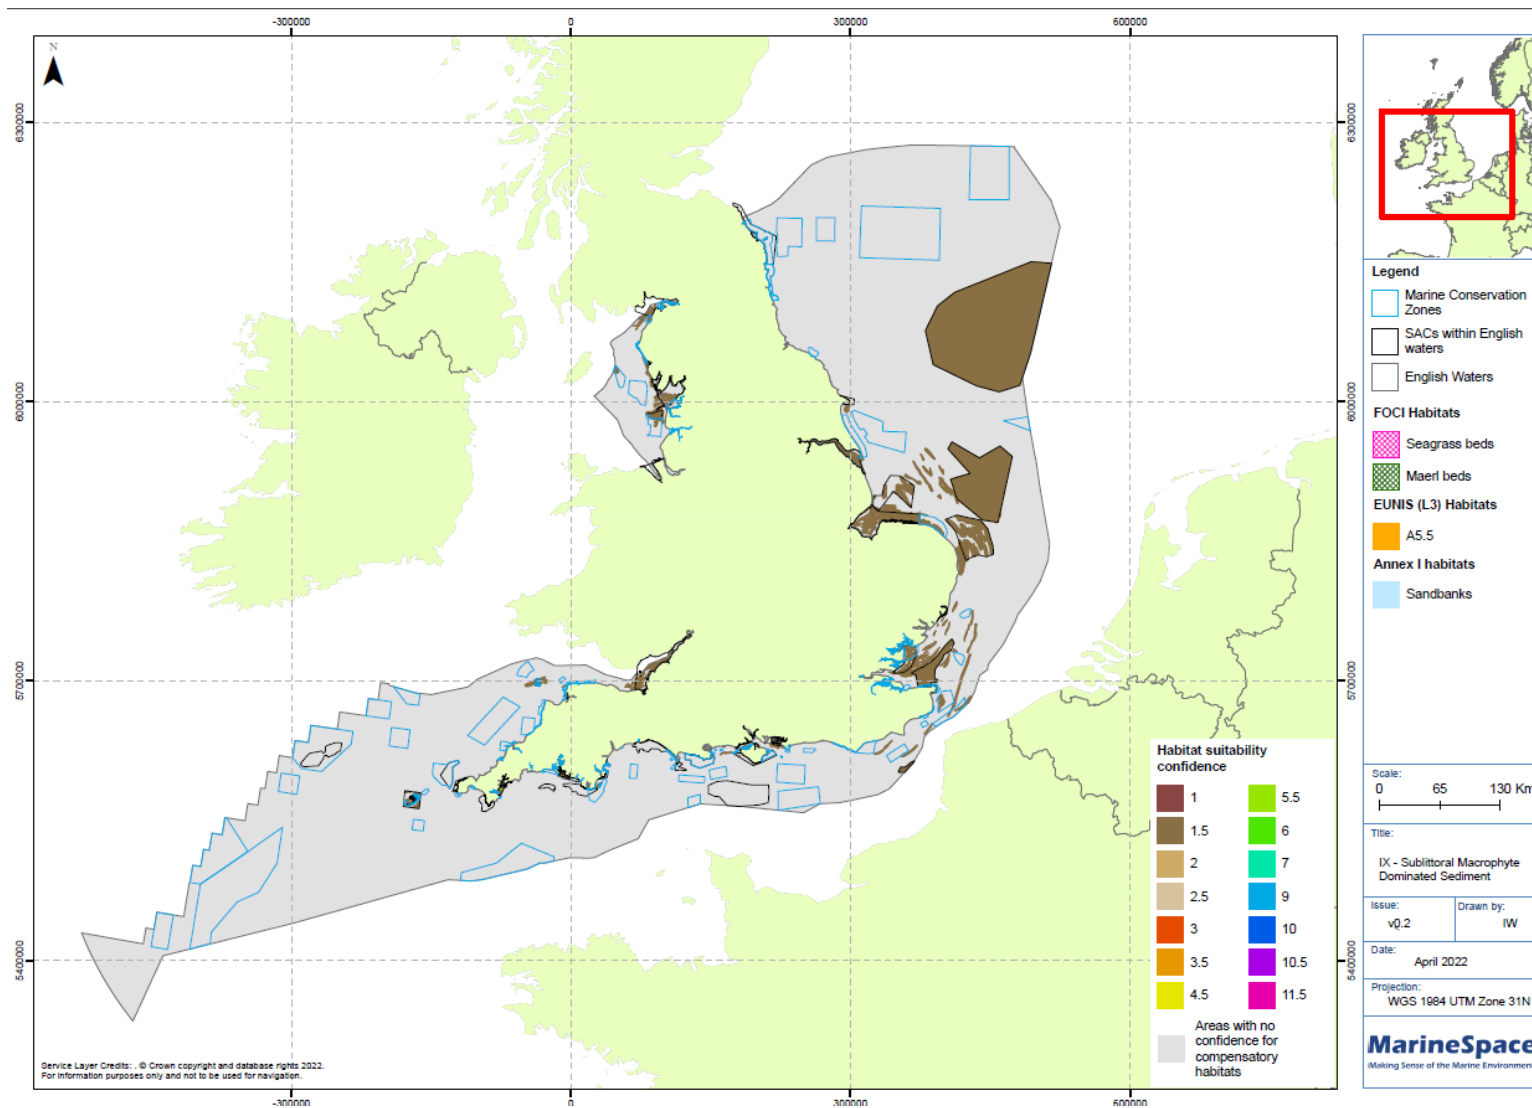 -300000
0
300000
600000
N
6300000
6300000
6000000
6000000
5700000
5700000
5400000
5400000
Habitat suitability
confidence
1
1.5
2
2.5
3
3.5
4.5
5.5
6
7
9
10
10.5
11.5
Areas with no
confidence for
compensatory
habitats
Service Layer Credits: . © Crown copyright and database rights 2022.
For information purposes only and not to be used for navigation.
-300000
0
300000
600000
Legend
Marine Conservation
Zones
SACs within English
waters
English Waters
FOCI Habitats
Seagrass beds
Maerl beds
EUNIS (L3) Habitats
A5.5
Annex I habitats
Sandbanks
Scale:
0 65 130 Km
Title:
IX - Sublittoral Macrophyte
Dominated Sediment
Issue:
v0.2
Drawn by:
IW
Date:
April 2022
Projection:
WGS 1984 UTM Zone 31N
MarineSpace
Making Sense of the Marine Environment